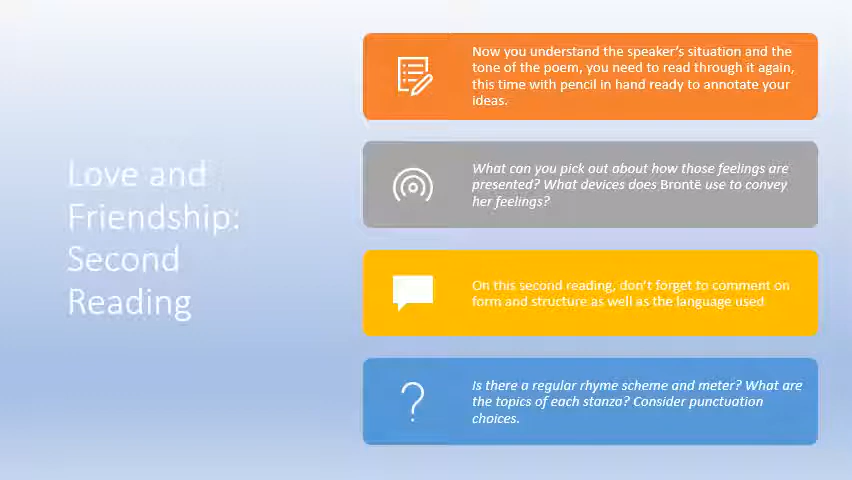 Love and
Friendship:
Second
Reading
Now you understand the speaker's situation and the
tone of the poem, you need to read through it again,
this time with pencil in hand ready to annotate your
ideas.
What can you pick out about how those feelings are
presented? What devices does Brontë use to convey
her feelings?
On this second reading, don't forget to comment on
form and structure as well as the language used
Is there a regular rhyme scheme and meter? What are
the topics of each stanza? Consider punctuation
choices.